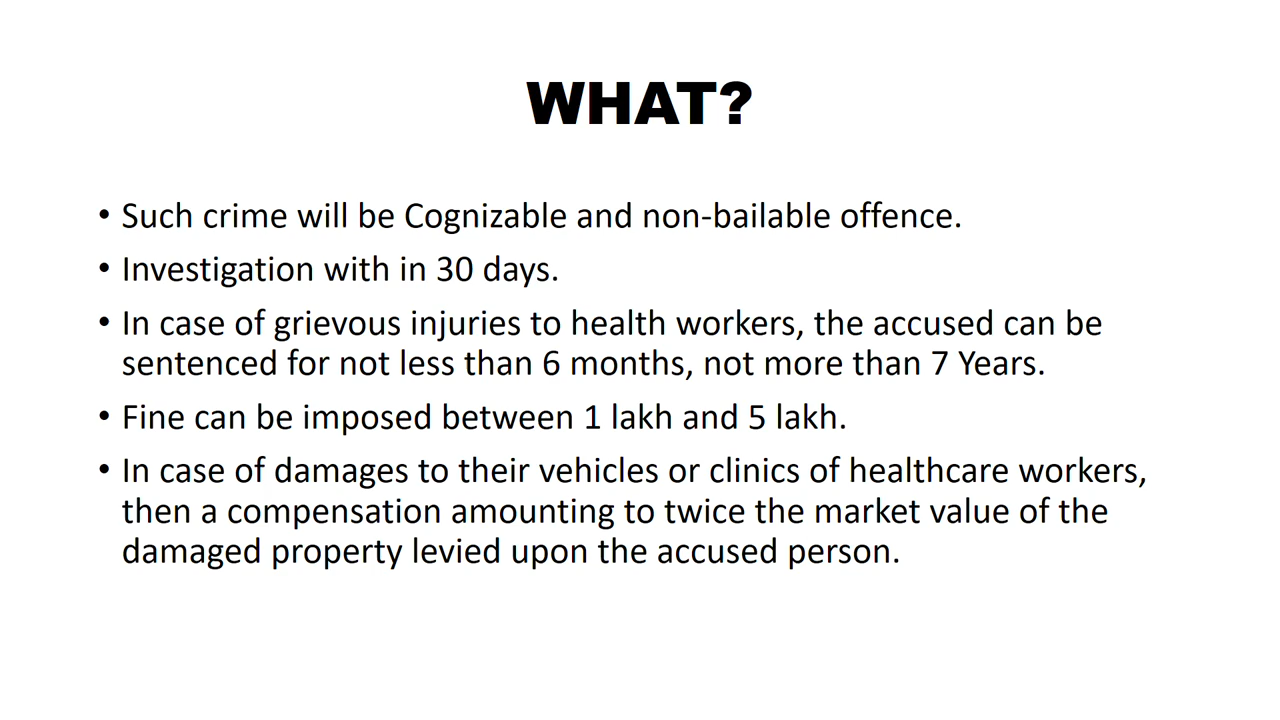 WHAT?
• Such crime will be Cognizable and non-bailable offence.
• Investigation with in 30 days.
• In case of grievous injuries to health workers, the accused can be
sentenced for not less than 6 months, not more than 7 Years.
• Fine can be imposed between 1 lakh and 5 lakh.
• In case of damages to their vehicles or clinics of healthcare workers,
then a compensation amounting to twice the market value of the
damaged property levied upon the accused person.